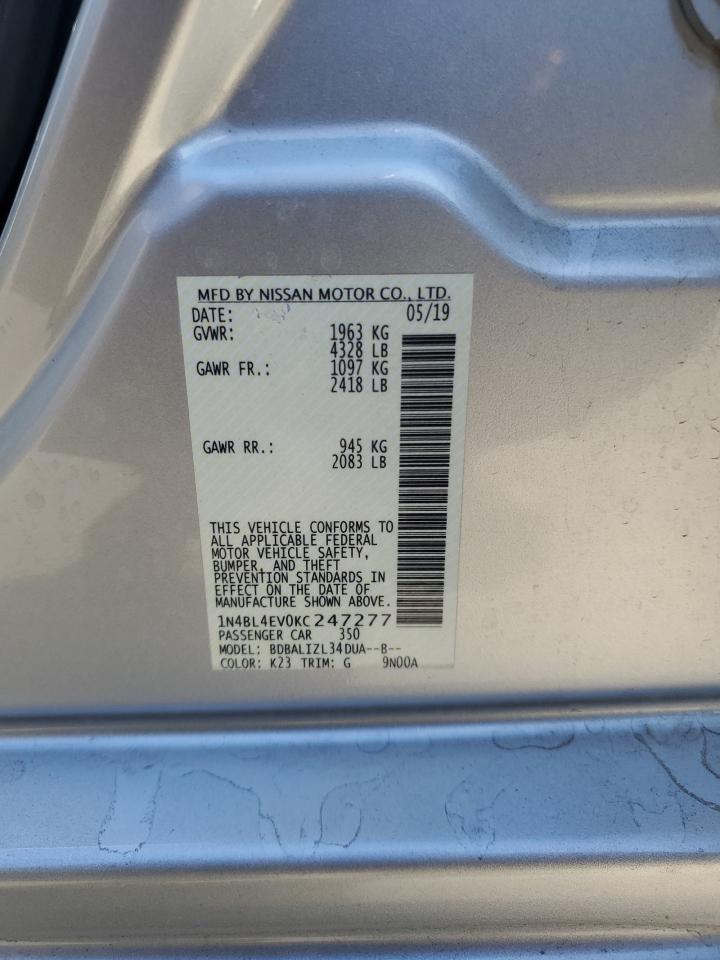 MFD BY NISSAN MOTOR CO., LTD.
DATE: 05/19
GVWR: 1963 KG
4328 LB
GAWR FR.: 1097 KG
2418 LB
GAWR RR.: 945 KG
2083 LB
THIS VEHICLE CONFORMS TO
ALL APPLICABLE FEDERAL
MOTOR VEHICLE SAFETY,
BUMPER, AND THEFT
PREVENTION STANDARDS IN
EFFECT ON THE DATE OF
MANUFACTURE SHOWN ABOVE.
1N4BL4EV0KC247277
PASSENGER CAR 350
MODEL: BDBALIZL34DUA--B--
COLOR: K23 TRIM: G 9N00A